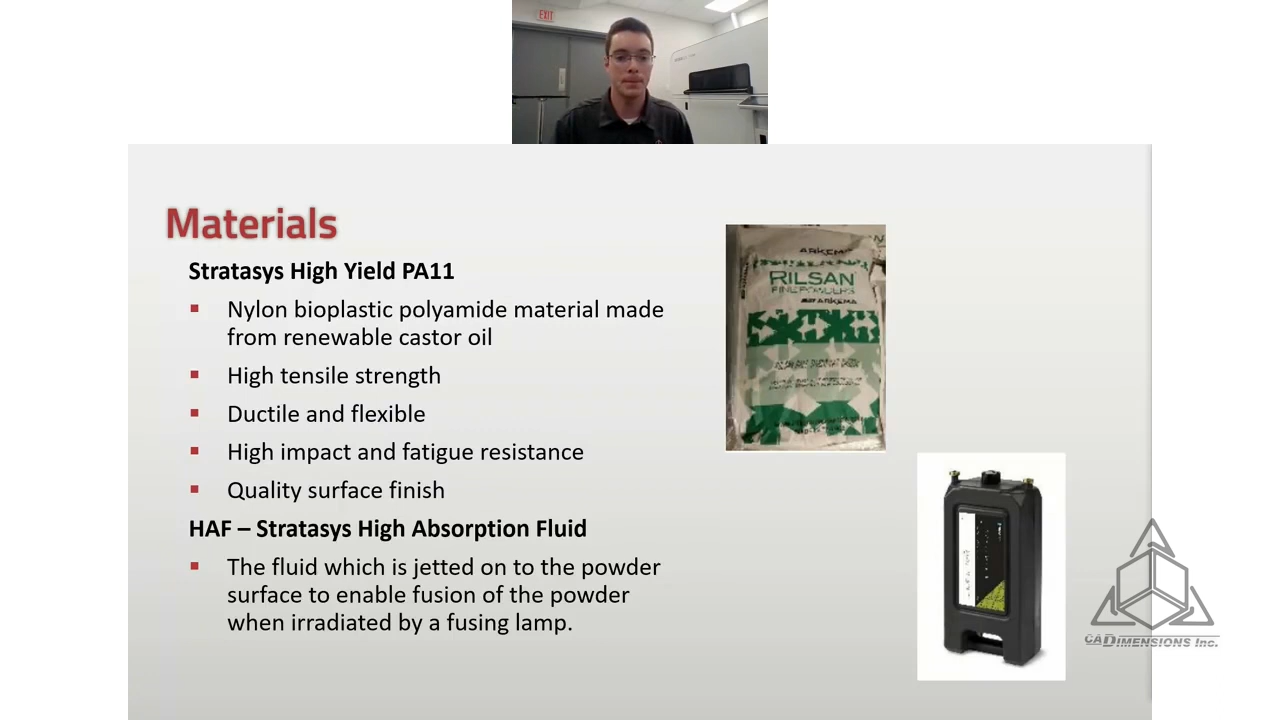 EXIT
Materials
Stratasys High Yield PA11
Nylon bioplastic polyamide material made
from renewable castor oil
High tensile strength
Ductile and flexible
High impact and fatigue resistance
Quality surface finish
HAF – Stratasys High Absorption Fluid
The fluid which is jetted on to the powder
surface to enable fusion of the powder
when irradiated by a fusing lamp.
ARKEMA
RILSAN
FINE POWDERS
ARKEMA
CADIMENSIONS Inc.